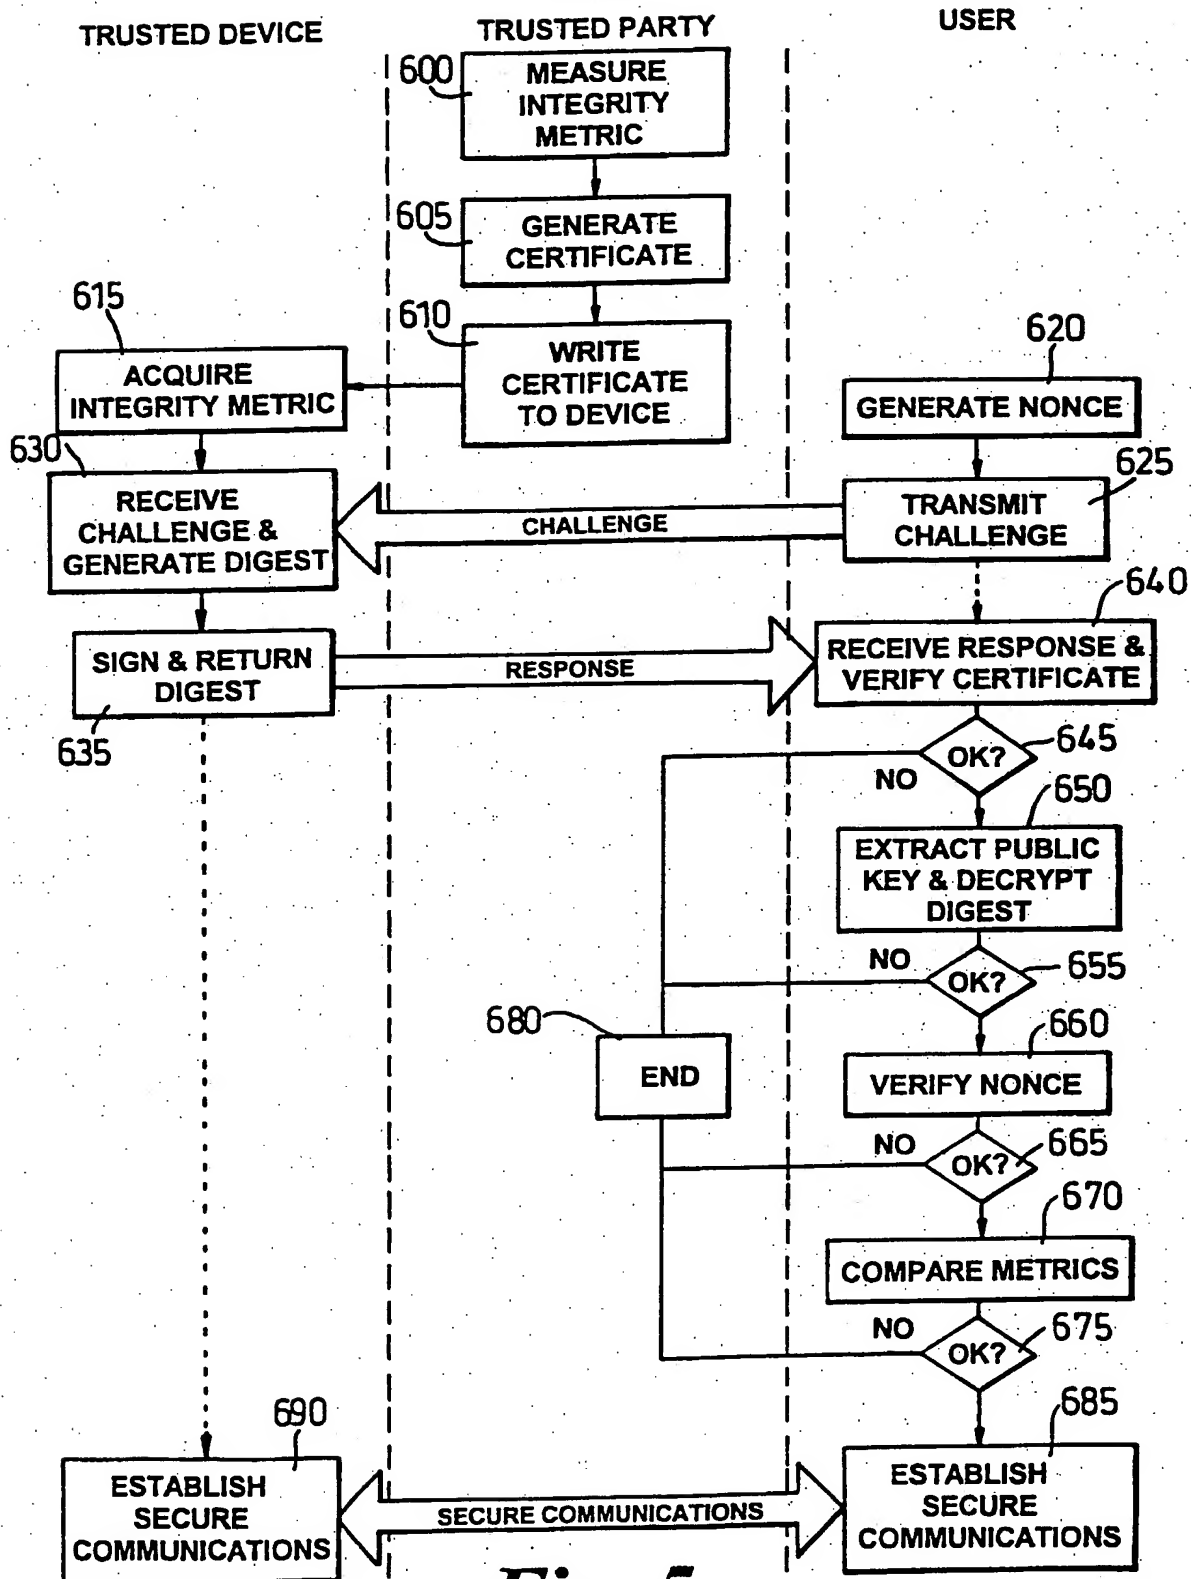 TRUSTED DEVICE
TRUSTED PARTY
USER
600
MEASURE
INTEGRITY
METRIC
605
GENERATE
CERTIFICATE
610
WRITE
CERTIFICATE
TO DEVICE
615
ACQUIRE
INTEGRITY METRIC
620
GENERATE NONCE
625
TRANSMIT
CHALLENGE
CHALLENGE
630
RECEIVE
CHALLENGE &
GENERATE DIGEST
635
SIGN & RETURN
DIGEST
RESPONSE
640
RECEIVE RESPONSE &
VERIFY CERTIFICATE
645
OK?
NO
650
EXTRACT PUBLIC
KEY & DECRYPT
DIGEST
655
OK?
NO
680
END
660
VERIFY NONCE
665
OK?
NO
670
COMPARE METRICS
675
OK?
NO
685
ESTABLISH
SECURE
COMMUNICATIONS
SECURE COMMUNICATIONS
690
ESTABLISH
SECURE
COMMUNICATIONS